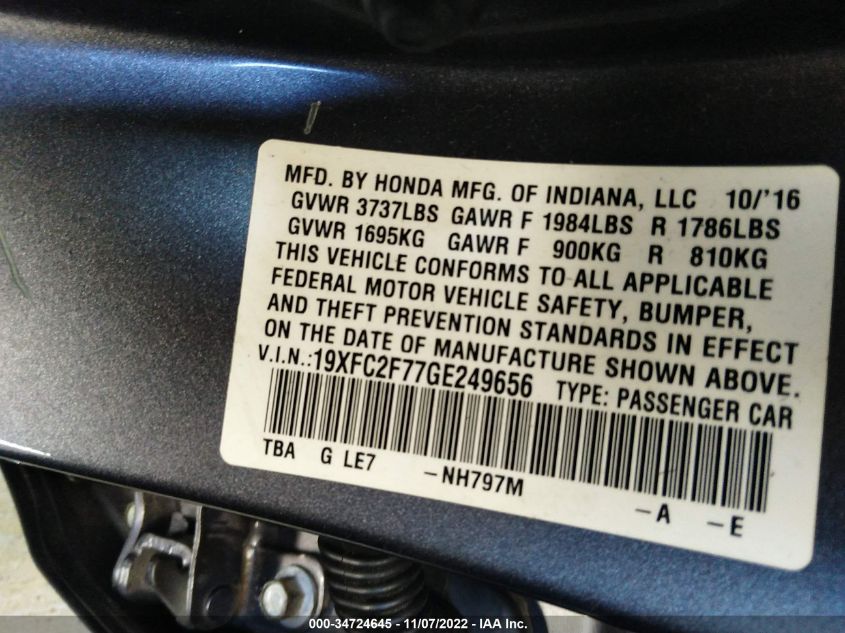 MFD. BY HONDA MFG. OF INDIANA, LLC 10/'16
GVWR 3737LBS GAWR F 1984LBS R 1786LBS
GVWR 1695KG GAWR F 900KG R 810KG
THIS VEHICLE CONFORMS TO ALL APPLICABLE
FEDERAL MOTOR VEHICLE SAFETY, BUMPER,
AND THEFT PREVENTION STANDARDS IN EFFECT
ON THE DATE OF MANUFACTURE SHOWN ABOVE.
V.I.N.:19XFC2F77GE249656 TYPE: PASSENGER CAR
TBA G LE7 -NH797M -A -E
000-34724645 - 11/07/2022 - IAA Inc.